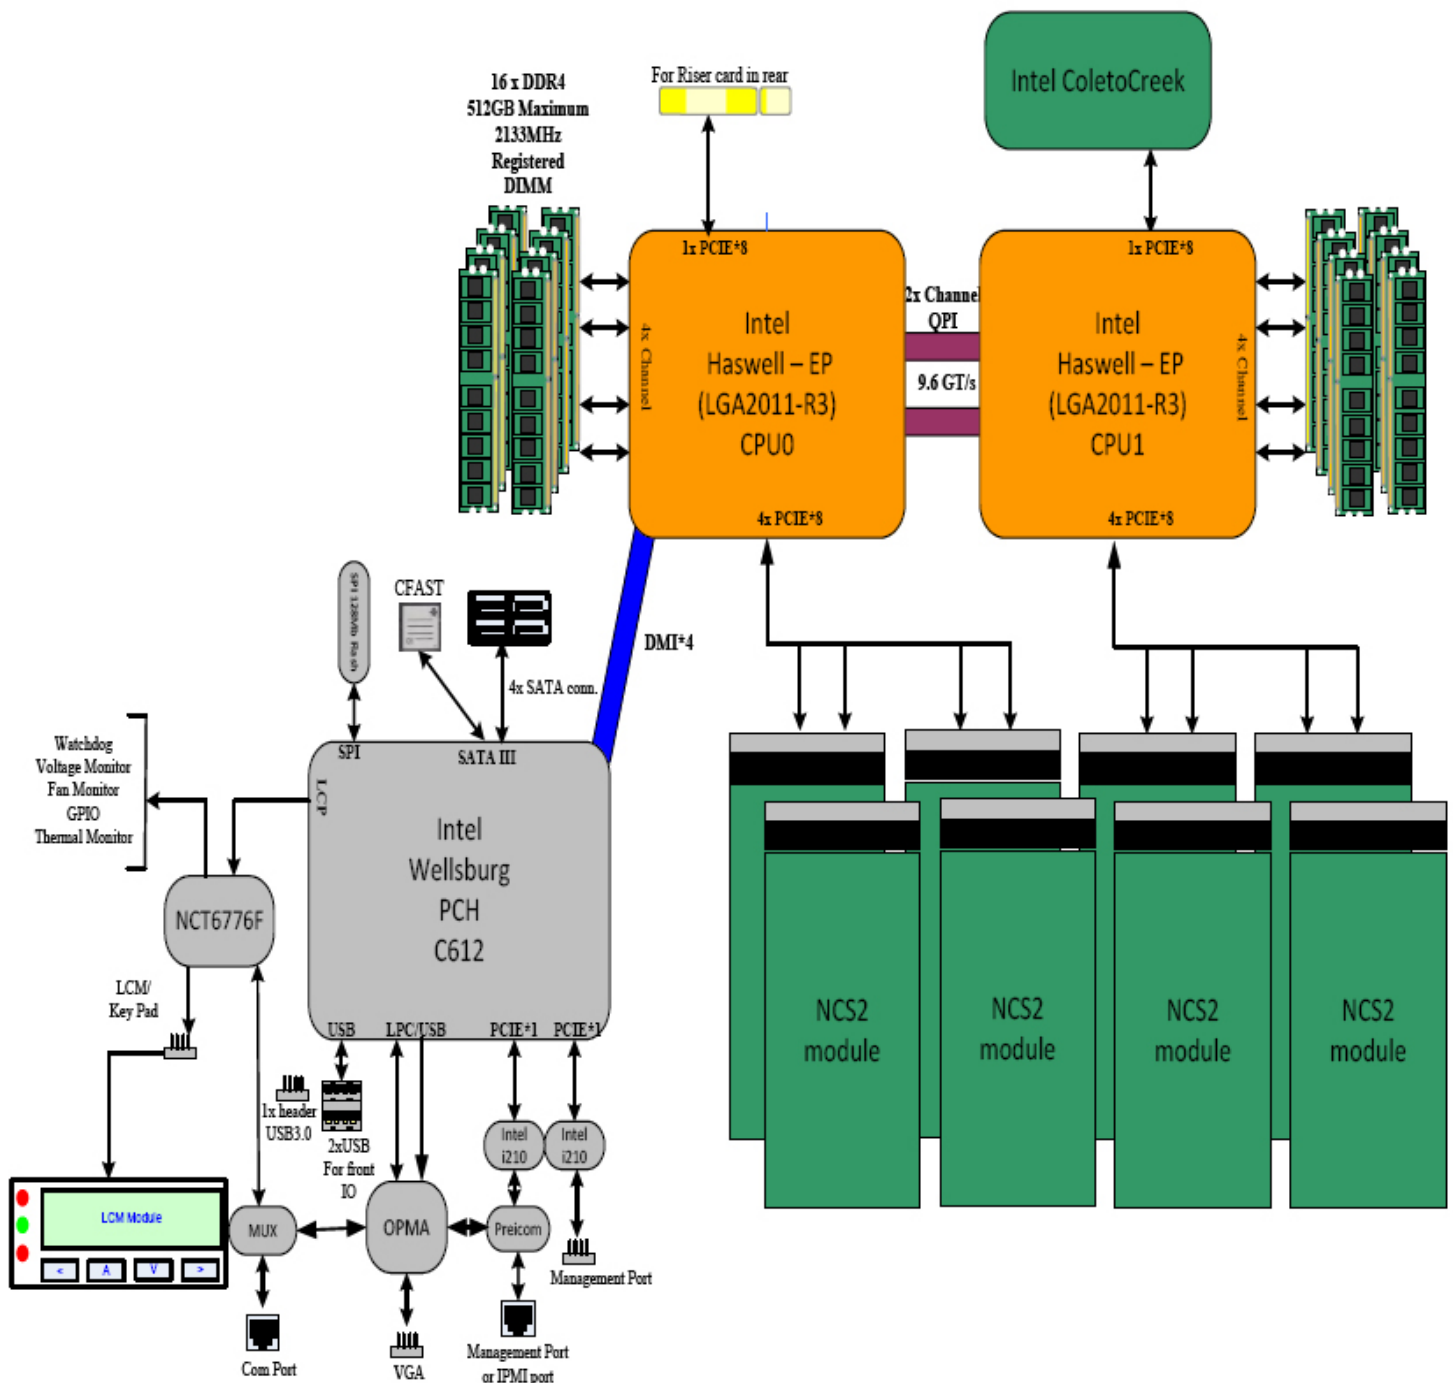 16 x DDR4
512GB Maximum
2133MHz
Registered
DIMM
For Riser card in rear
Intel ColetoCreek
1x PCIE*8
4x Channel
Intel
Haswell – EP
(LGA2011-R3)
CPU0
4x PCIE*8
2x Channel
QPI
9.6 GT/s
1x PCIE*8
Intel
Haswell – EP
(LGA2011-R3)
CPU1
4x Channel
4x PCIE*8
SPI 128Mb Flash
CFAST
4x SATA conn.
DMI*4
Watchdog
Voltage Monitor
Fan Monitor
GPIO
Thermal Monitor
SPI
SATA III
LCP
Intel
Wellsburg
PCH
C612
USB
LPC/USB
PCIE*1
PCIE*1
NCT6776F
LCM/
Key Pad
1x header
USB3.0
2xUSB
For front
IO
Intel
i210
Intel
i210
NCS2
module
NCS2
module
NCS2
module
NCS2
module
LCM Module
<
A
V
>
MUX
OPMA
Preicom
Management Port
Com Port
VGA
Management Port
or IPMI port